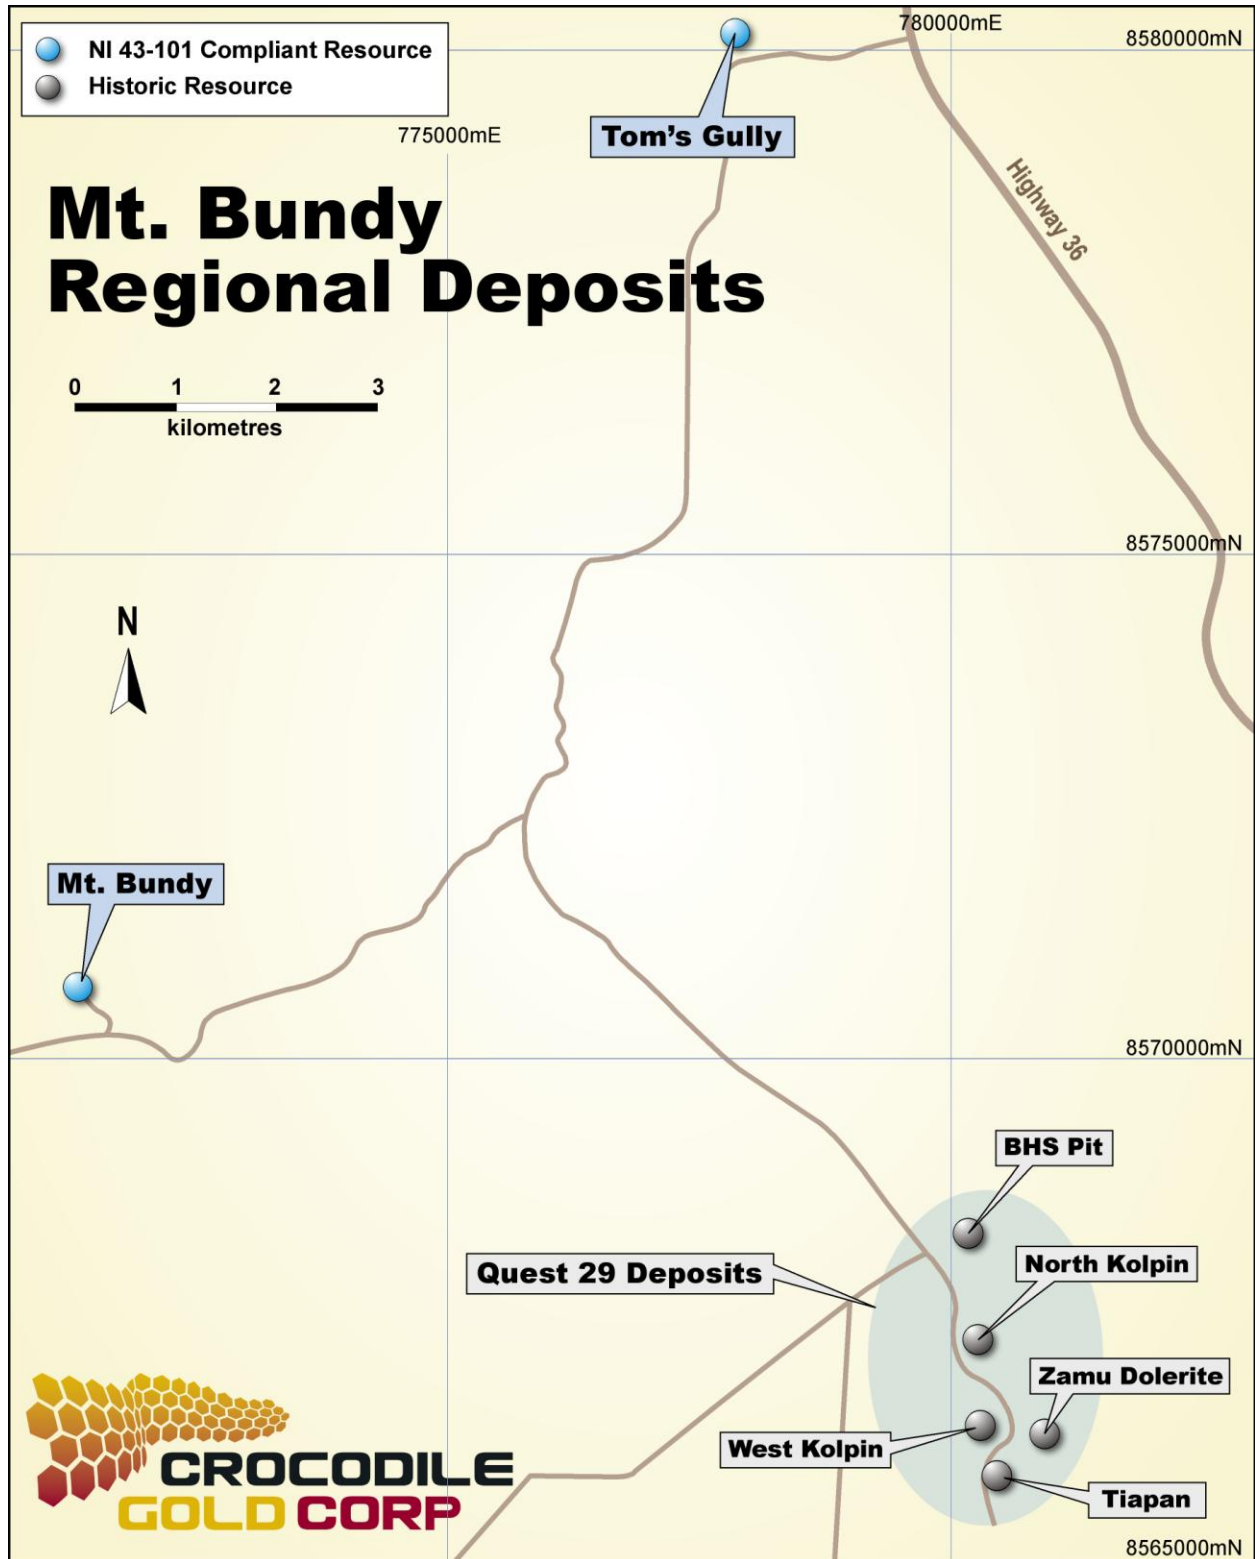 NI 43-101 Compliant Resource
Historic Resource
780000mE
8580000mN
Tom's Gully
775000mE
Highway 36
Mt. Bundy
Regional Deposits
0 1 2 3
kilometres
8575000mN
N
Mt. Bundy
8570000mN
BHS Pit
North Kolpin
Quest 29 Deposits
Zamu Dolerite
West Kolpin
Tiapan
CROCODILE
GOLD CORP
8565000mN